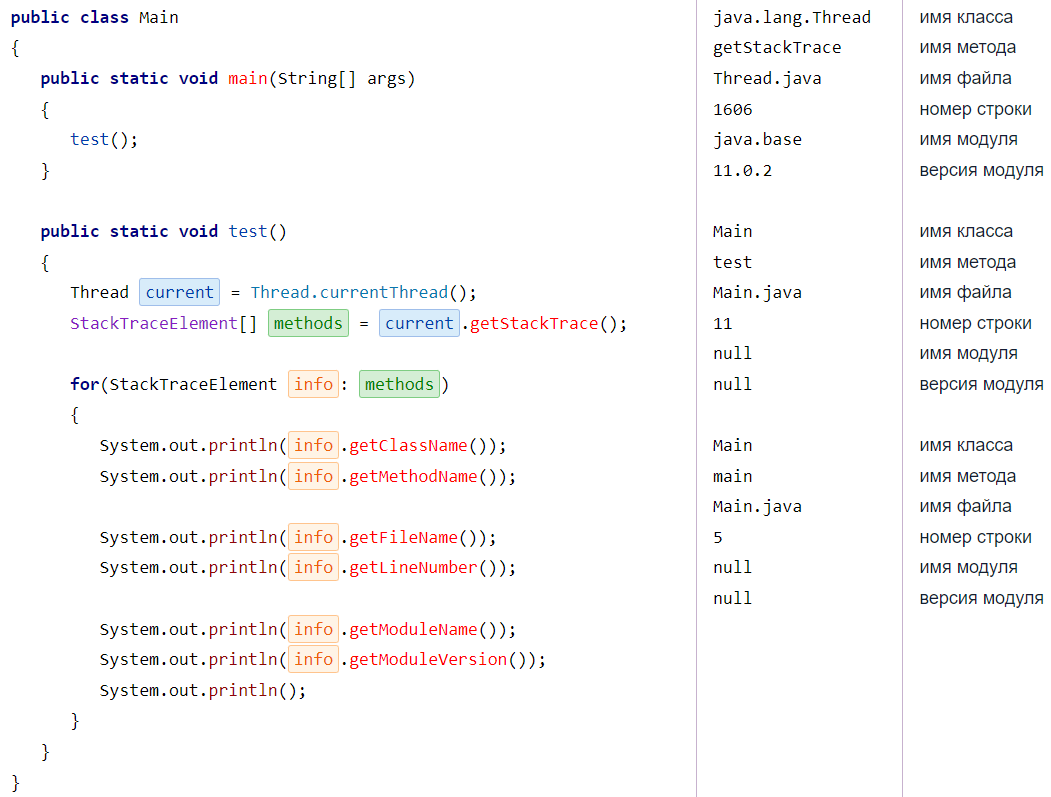 public class Main
{
public static void main(String[] args)
{
test();
}
public static void test()
{
Thread current = Thread.currentThread();
StackTraceElement[] methods = current.getStackTrace();
for(StackTraceElement info: methods)
{
System.out.println(info.getClassName());
System.out.println(info.getMethodName());
System.out.println(info.getFileName());
System.out.println(info.getLineNumber());
System.out.println(info.getModuleName());
System.out.println(info.getModuleVersion());
System.out.println();
}
}
}
java.lang.Thread
getStackTrace
Thread.java
1606
java.base
11.0.2
Main
test
Main.java
11
null
null
Main
main
Main.java
5
null
null
имя класса
имя метода
имя файла
номер строки
имя модуля
версия модуля
имя класса
имя метода
имя файла
номер строки
имя модуля
версия модуля
имя класса
имя метода
имя файла
номер строки
имя модуля
версия модуля